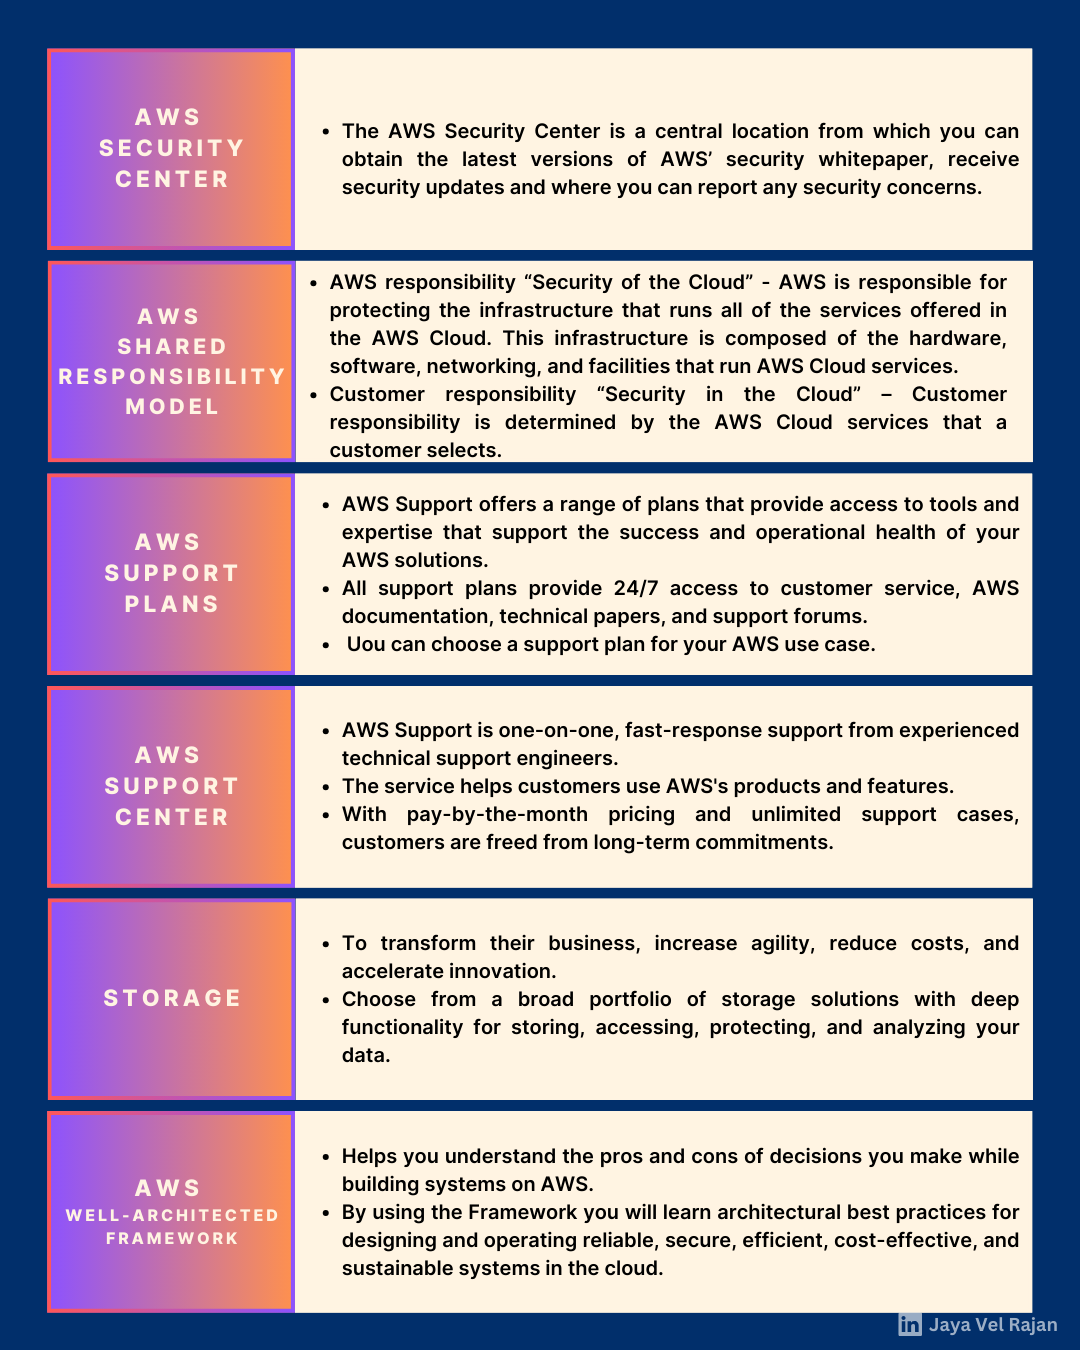 AWS
SECURITY
CENTER
• The AWS Security Center is a central location from which you can
obtain the latest versions of AWS’ security whitepaper, receive
security updates and where you can report any security concerns.
AWS
SHARED
RESPONSIBILITY
MODEL
• AWS responsibility “Security of the Cloud” - AWS is responsible for
protecting the infrastructure that runs all of the services offered in
the AWS Cloud. This infrastructure is composed of the hardware,
software, networking, and facilities that run AWS Cloud services.
• Customer responsibility “Security in the Cloud” – Customer
responsibility is determined by the AWS Cloud services that a
customer selects.
AWS
SUPPORT
PLANS
• AWS Support offers a range of plans that provide access to tools and
expertise that support the success and operational health of your
AWS solutions.
• All support plans provide 24/7 access to customer service, AWS
documentation, technical papers, and support forums.
• Uou can choose a support plan for your AWS use case.
AWS
SUPPORT
CENTER
• AWS Support is one-on-one, fast-response support from experienced
technical support engineers.
• The service helps customers use AWS's products and features.
• With pay-by-the-month pricing and unlimited support cases,
customers are freed from long-term commitments.
STORAGE
• To transform their business, increase agility, reduce costs, and
accelerate innovation.
• Choose from a broad portfolio of storage solutions with deep
functionality for storing, accessing, protecting, and analyzing your
data.
AWS
WELL-ARCHITECTED
FRAMEWORK
• Helps you understand the pros and cons of decisions you make while
building systems on AWS.
• By using the Framework you will learn architectural best practices for
designing and operating reliable, secure, efficient, cost-effective, and
sustainable systems in the cloud.
in Jaya Vel Rajan